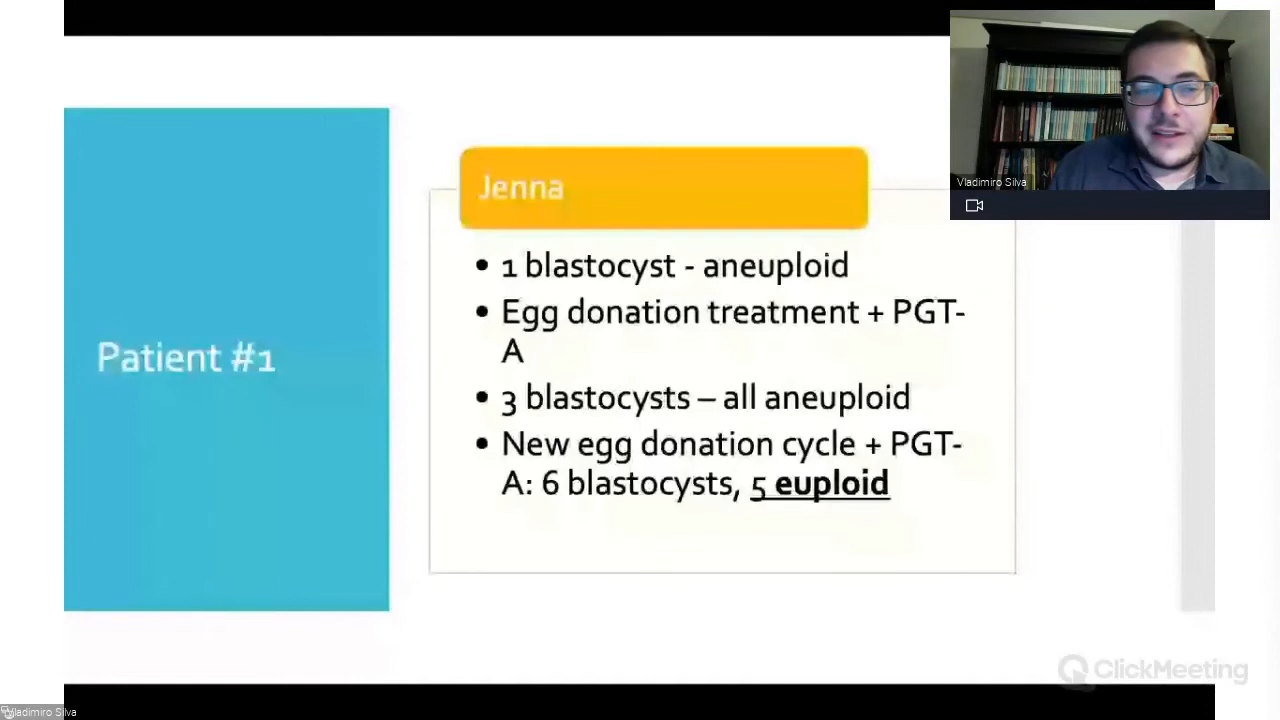 Jenna
Vladimiro Silva
• 1 blastocyst - aneuploid
• Egg donation treatment + PGT-
A
Patient #1
• 3 blastocysts – all aneuploid
• New egg donation cycle + PGT-
A: 6 blastocysts, 5 euploid
ClickMeeting
Vladimiro Silva